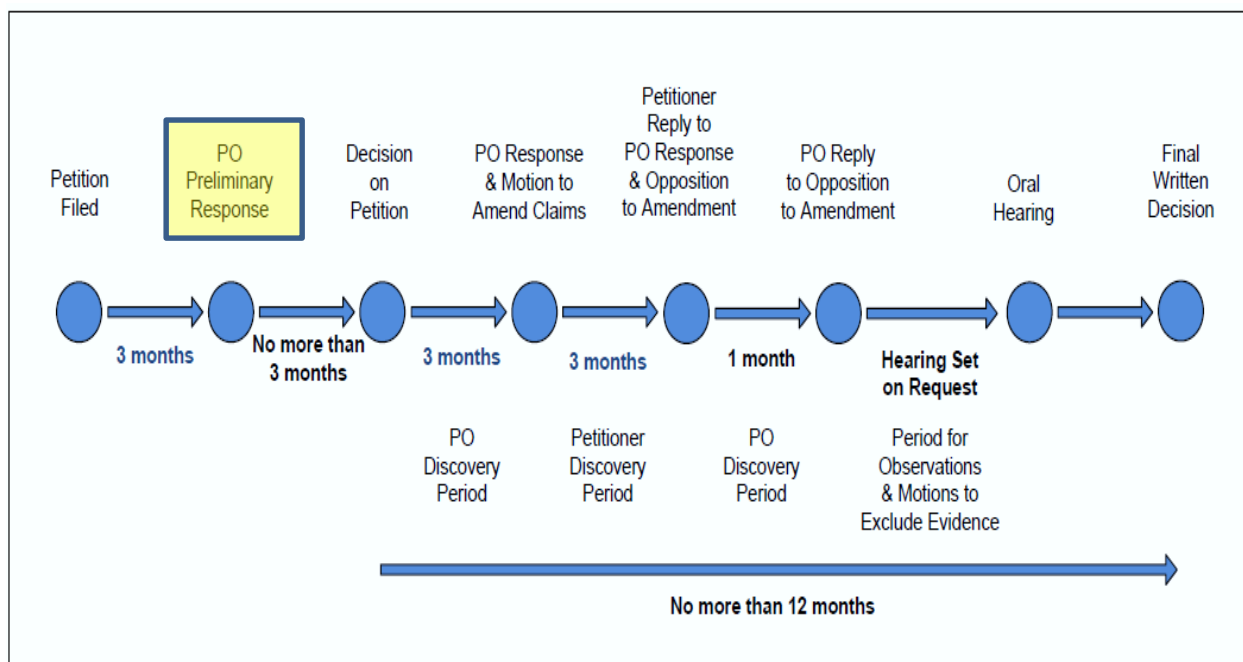 Petition
Filed
PO
Preliminary
Response
Decision
on
Petition
PO Response
& Motion to
Amend Claims
Petitioner
Reply to
PO Response
& Opposition
to Amendment
PO Reply
to Opposition
to Amendment
Oral
Hearing
Final
Written
Decision
3 months
No more than
3 months
3 months
3 months
1 month
Hearing Set
on Request
PO
Discovery
Period
Petitioner
Discovery
Period
PO
Discovery
Period
Period for
Observations
& Motions to
Exclude Evidence
No more than 12 months